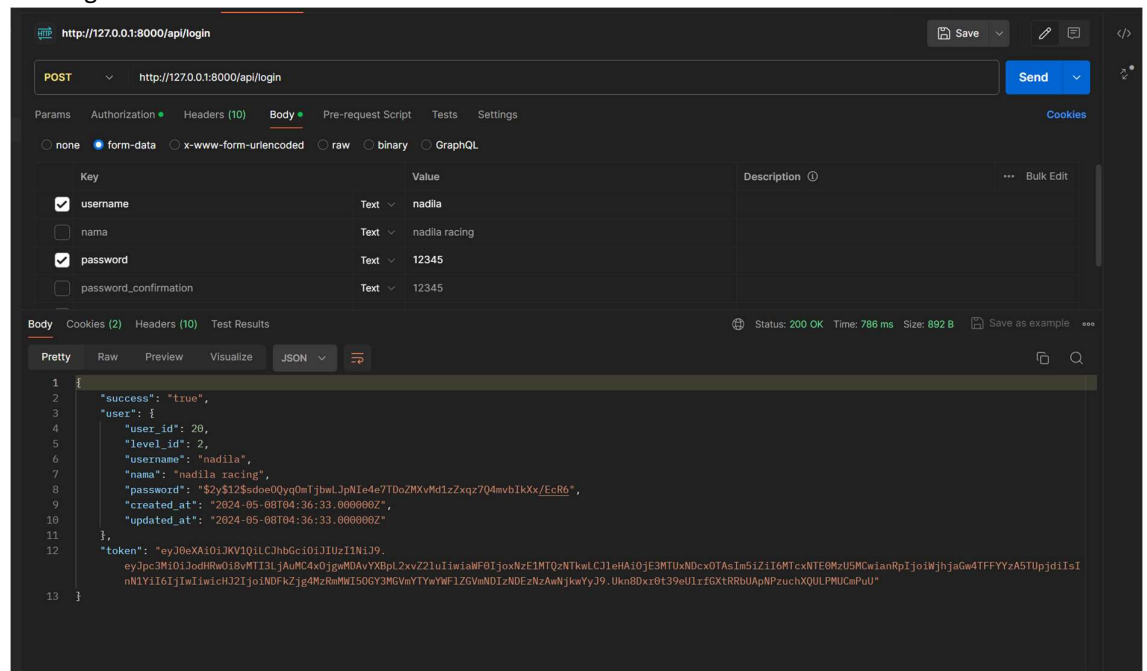 HTTP http://127.0.0.1:8000/api/login
Save
</>
POST http://127.0.0.1:8000/api/login
Send
Params Authorization Headers (10) Body Pre-request Script Tests Settings
Cookies
none form-data x-www-form-urlencoded raw binary GraphQL
Key Value Description ... Bulk Edit
username Text nadila
nama Text nadila racing
password Text 12345
password_confirmation Text 12345
Body Cookies (2) Headers (10) Test Results
Status: 200 OK Time: 786 ms Size: 892 B Save as example
Pretty Raw Preview Visualize JSON
1 {
2 "success": "true",
3 "user": {
4 "user_id": 20,
5 "level_id": 2,
6 "username": "nadila",
7 "nama": "nadila racing",
8 "password": "$2y$12$sdoeOQyqOmTjbwLJpNIe4e7TDoZMXvMd1zZxqz7Q4mvbIkXx/EcR6",
9 "created_at": "2024-05-08T04:36:33.000000Z",
10 "updated_at": "2024-05-08T04:36:33.000000Z"
11 },
12 "token": "eyJ0eXAiOiJKV1QiLCJhbGciOiJIUzI1NiJ9.
eyJpc3MiOiJodHRwOi8vMTI3LjAuMC4xOjgwMDAvYXBpL2xvZ2luIiwiaWF0IjoxNzE1MTQzNTkwLCJleHAiOjE3MTUxNDcxOTAsIm5iZiI6MTcxNTE0MzU5MCwianRpIjoiWjhjaGw4TFFYYzA5TUpjdiIsI
nN1YiI6IjIwIiwicHJ2IjoiNDFkZjg4MzRmMWI5OGY3MGVmYTYwYWFlZGVmNDIzNDEzNzAwNjkwYyJ9.Ukn8Dxr0t39eUlrfGXtRRbUApNPzuchXQULPMUCmPuU"
13 }